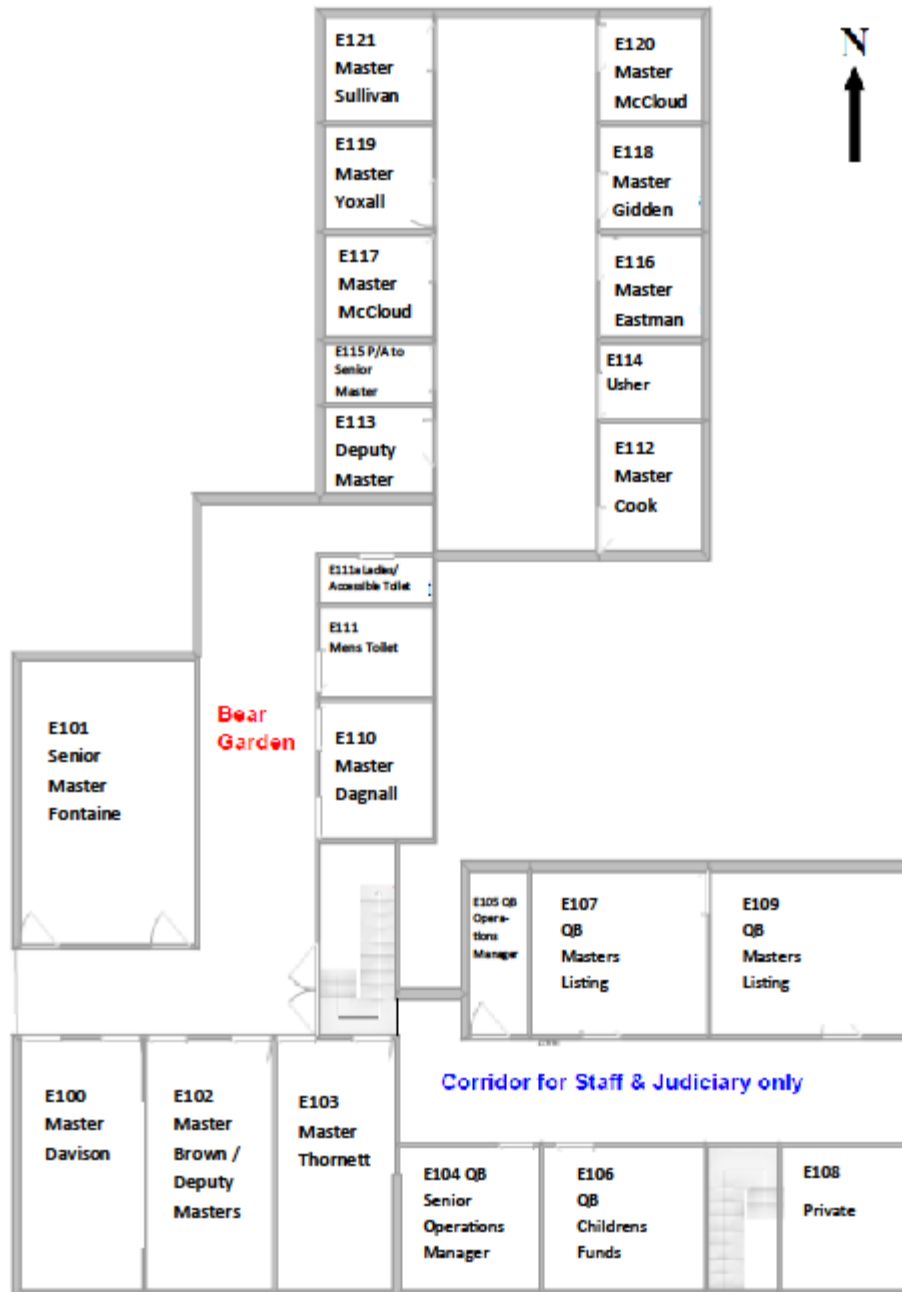 E121
Master
Sullivan
E120
Master
McCloud
N
E119
Master
Yoxall
E118
Master
Gidden
E117
Master
McCloud
E116
Master
Eastman
E115 P/A to
Senior
Master
E114
Usher
E113
Deputy
Master
E112
Master
Cook
E111a Ladies/
Accessible Toilet
E111
Mens Toilet
E101
Senior
Master
Fontaine
Bear
Garden
E110
Master
Dagnall
E105 QB
Opera-
tions
Manager
E107
QB
Masters
Listing
E109
QB
Masters
Listing
Corridor for Staff & Judiciary only
E100
Master
Davison
E102
Master
Brown /
Deputy
Masters
E103
Master
Thornett
E104 QB
Senior
Operations
Manager
E106
QB
Childrens
Funds
E108
Private